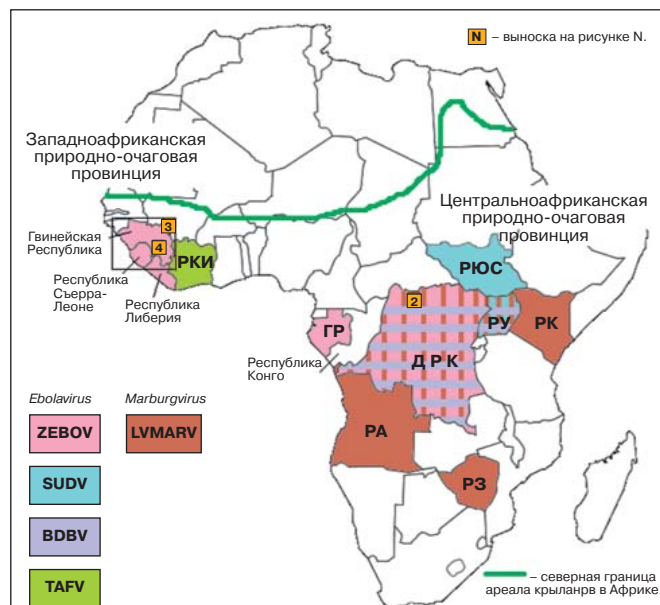 N – выноска на рисунке N.
Западноафриканская
природно-очаговая
провинция
Центральноафриканская
природно-очаговая
провинция
3
Гвинейская
Республика
4
РКИ
РЮС
Республика
Сьерра-
Леоне
Республика
Либерия
2
ГР
РУ
РК
Д Р К
Республика
Конго
Ebolavirus
Marburgvirus
ZEBOV
LVMARV
РА
SUDV
РЗ
BDBV
TAFV
– северная граница
ареала крыланрв в Африке